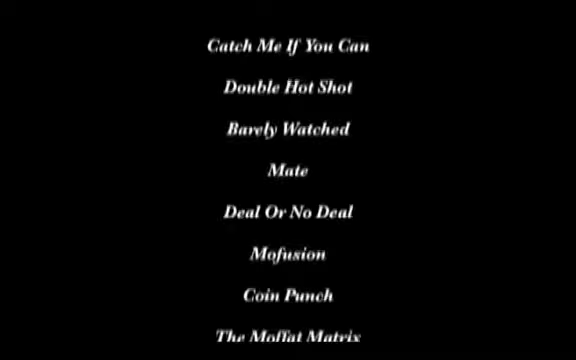 Catch Me If You Can
Double Hot Shot
Barely Watched
Mate
Deal Or No Deal
Mofusion
Coin Punch
The Moffat Matrix